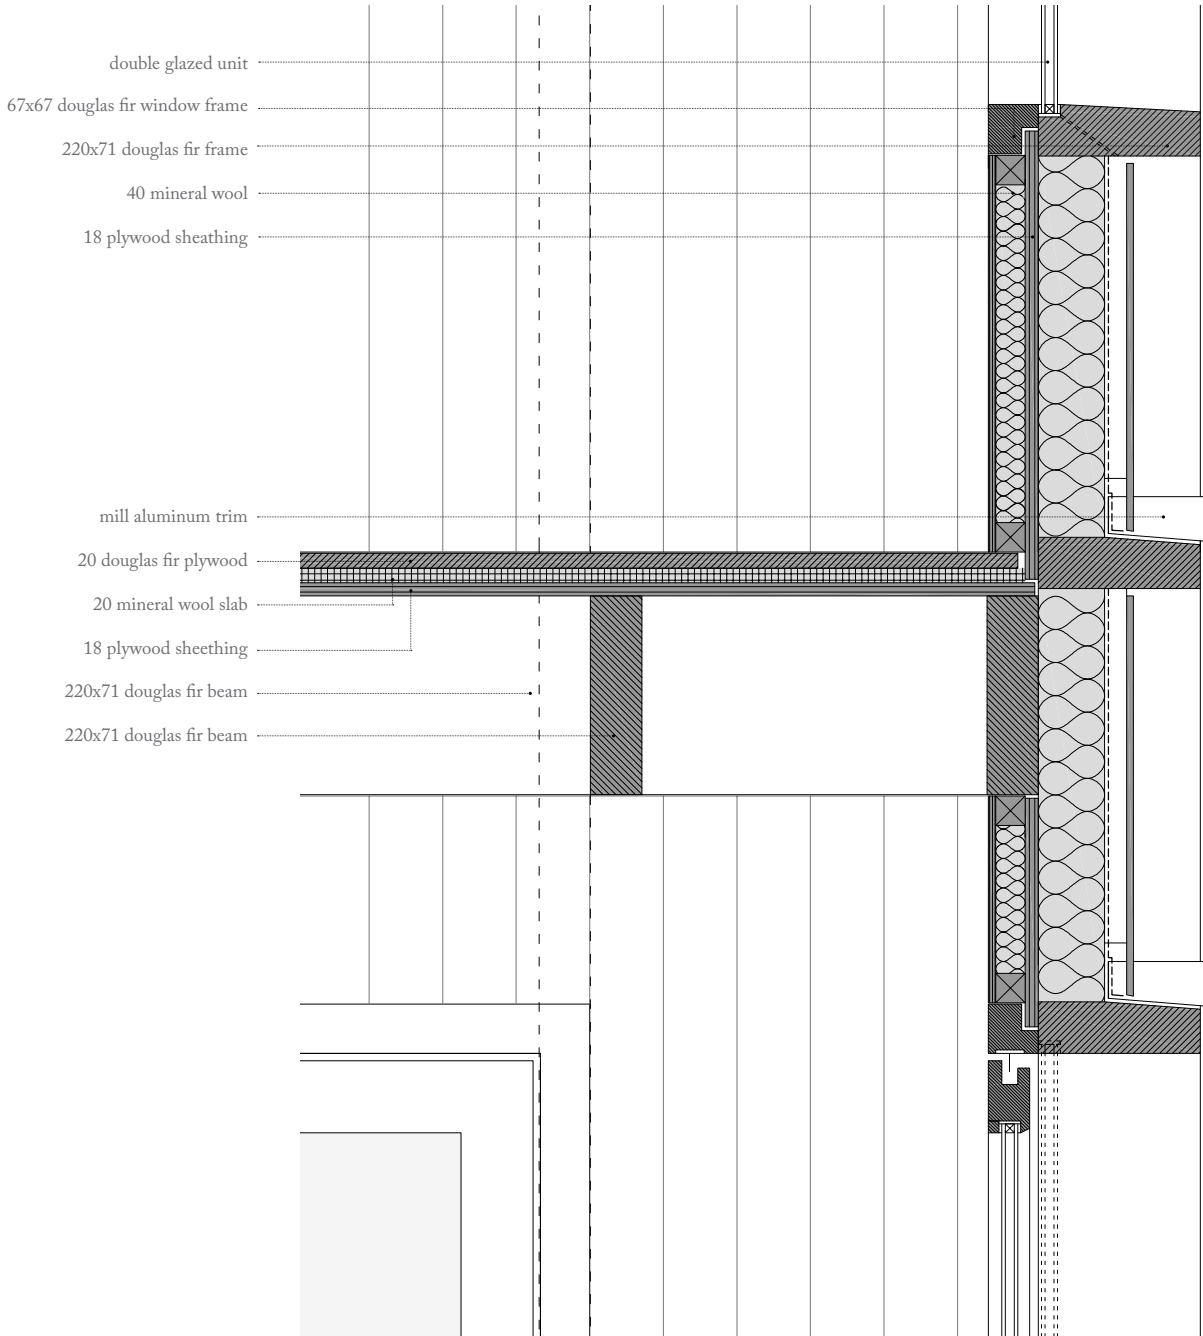 double glazed unit
67x67 douglas fir window frame
220x71 douglas fir frame
40 mineral wool
18 plywood sheathing
mill aluminum trim
20 douglas fir plywood
20 mineral wool slab
18 plywood sheething
220x71 douglas fir beam
220x71 douglas fir beam